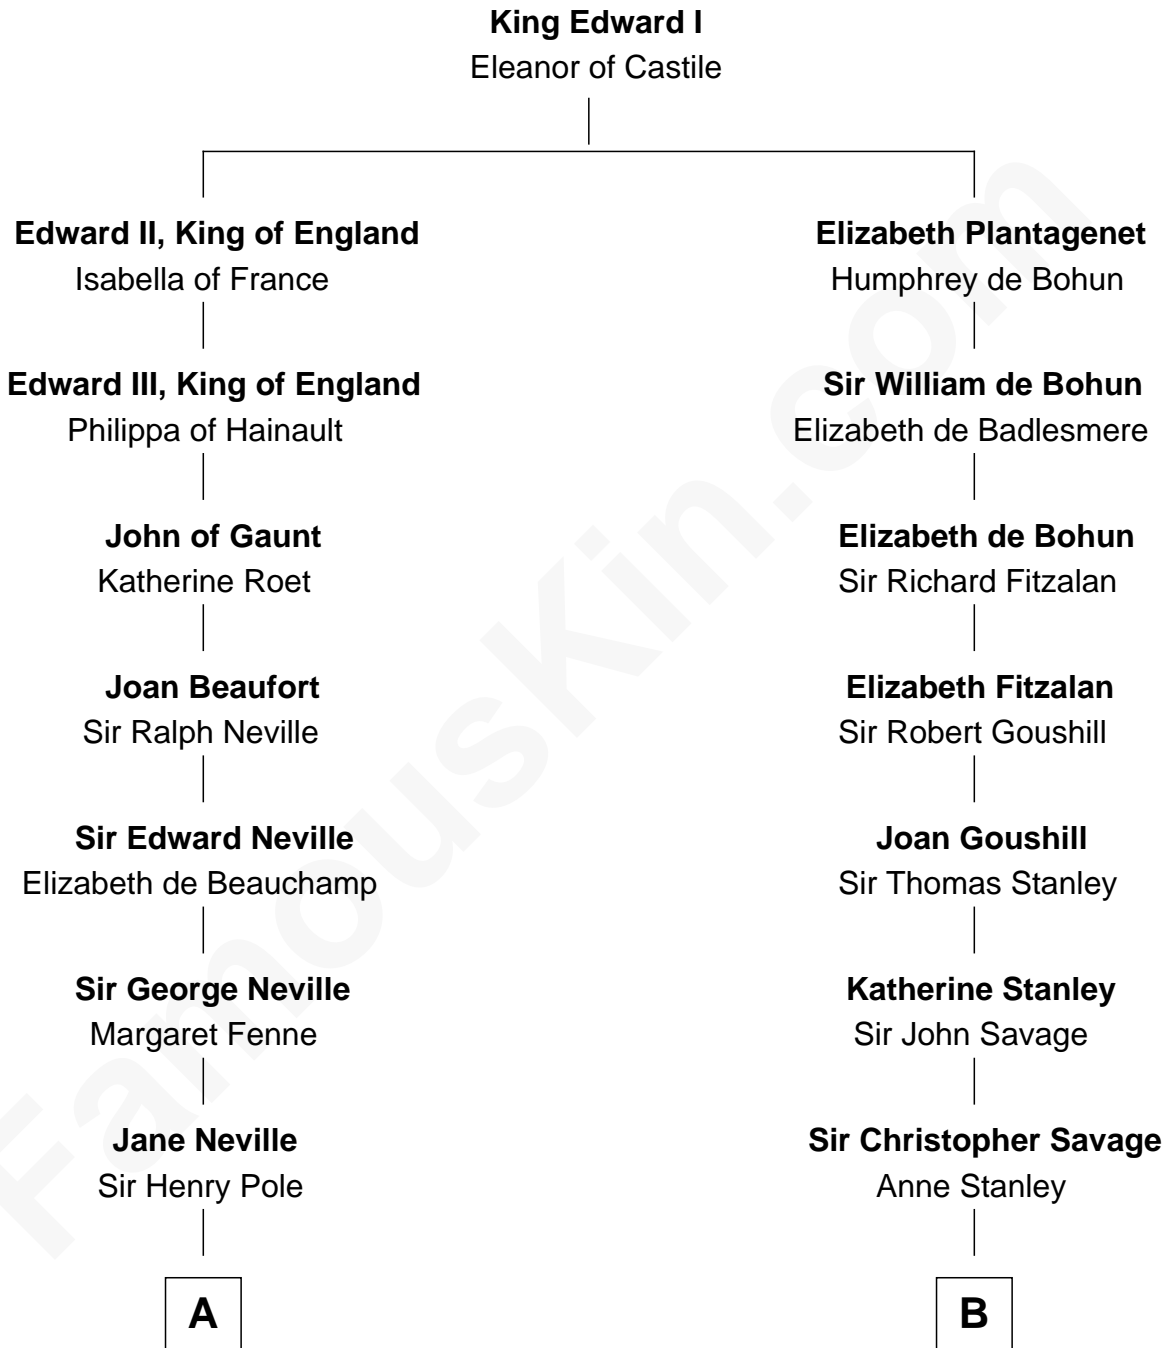 King Edward I
Eleanor of Castile
Edward II, King of England
Isabella of France
Edward III, King of England
Philippa of Hainault
John of Gaunt
Katherine Roet
Joan Beaufort
Sir Ralph Neville
Sir Edward Neville
Elizabeth de Beauchamp
Sir George Neville
Margaret Fenne
Jane Neville
Sir Henry Pole
A
Elizabeth Plantagenet
Humphrey de Bohun
Sir William de Bohun
Elizabeth de Badlesmere
Elizabeth de Bohun
Sir Richard Fitzalan
Elizabeth Fitzalan
Sir Robert Goushill
Joan Goushill
Sir Thomas Stanley
Katherine Stanley
Sir John Savage
Sir Christopher Savage
Anne Stanley
B
FamousKin.com